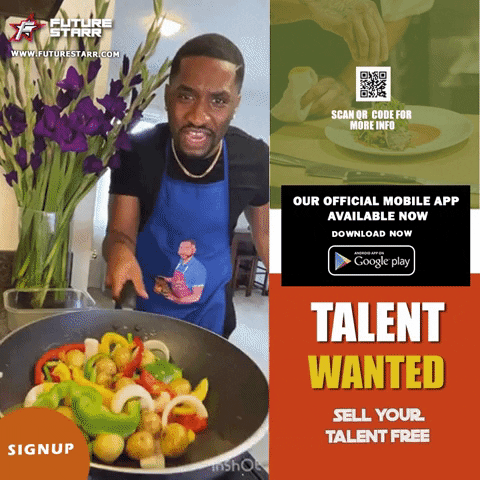 FUTURE
STARR
WWW.FUTURESTARR.COM
SCAN QR CODE FOR
MORE INFO
OUR OFFICIAL MOBILE APP
AVAILABLE NOW
DOWNLOAD NOW
ANDROID APP ON
Google play
TALENT
WANTED
SELL YOUR
TALENT FREE
SIGNUP
InShOt